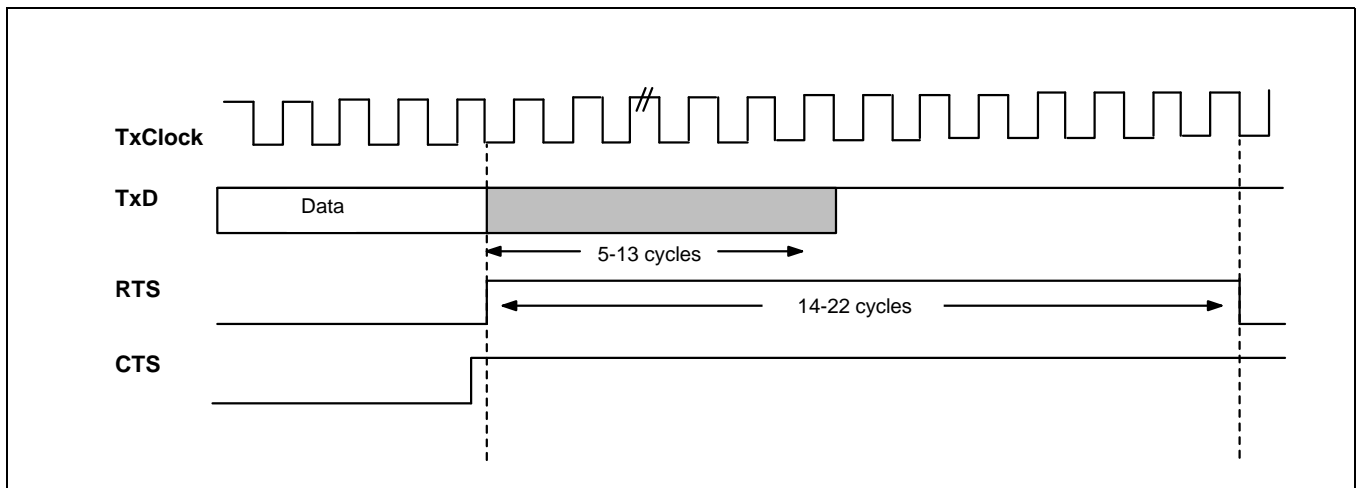 TxClock
TxD
Data
5-13 cycles
RTS
14-22 cycles
CTS